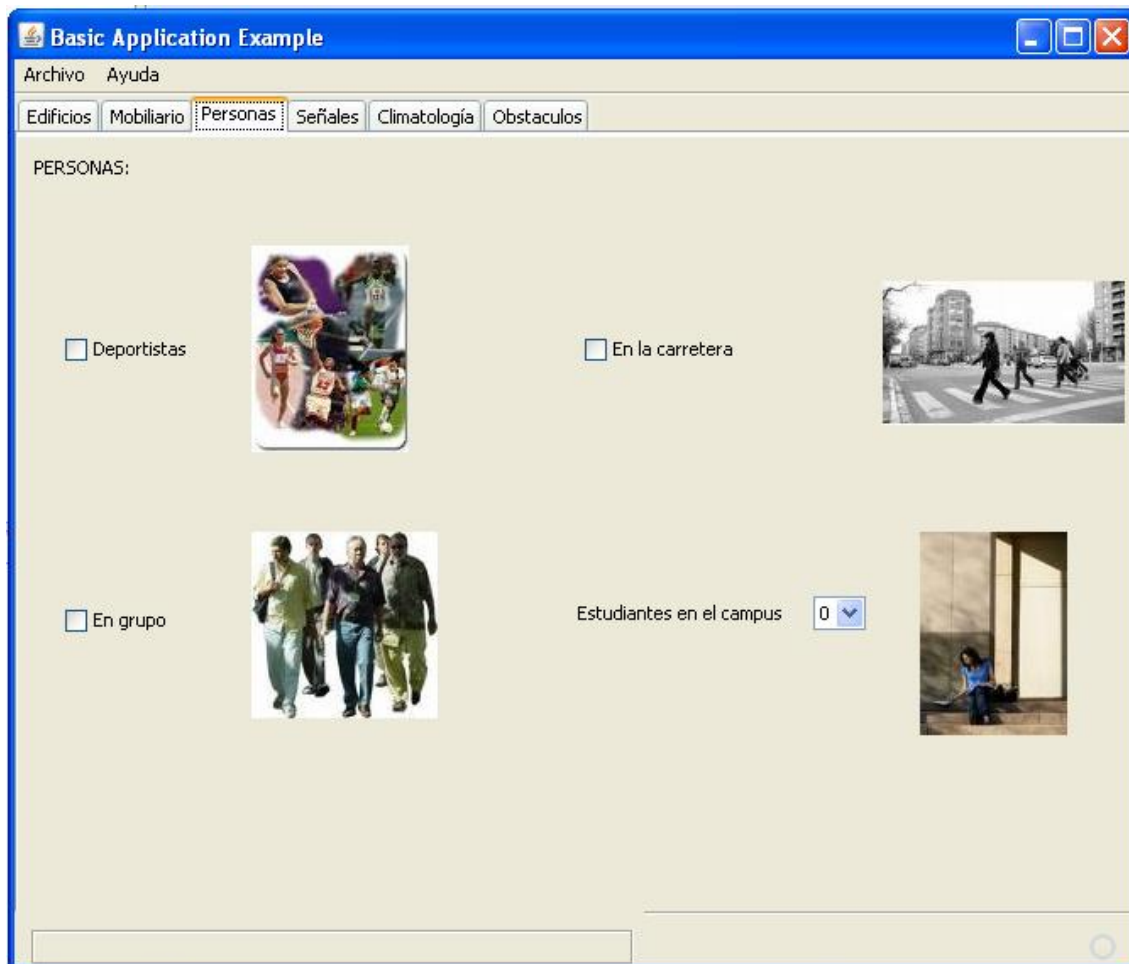 Basic Application Example
Archivo Ayuda
Edificios Mobiliario Personas Señales Climatología Obstaculos
PERSONAS:
Deportistas
En la carretera
En grupo
Estudiantes en el campus 0